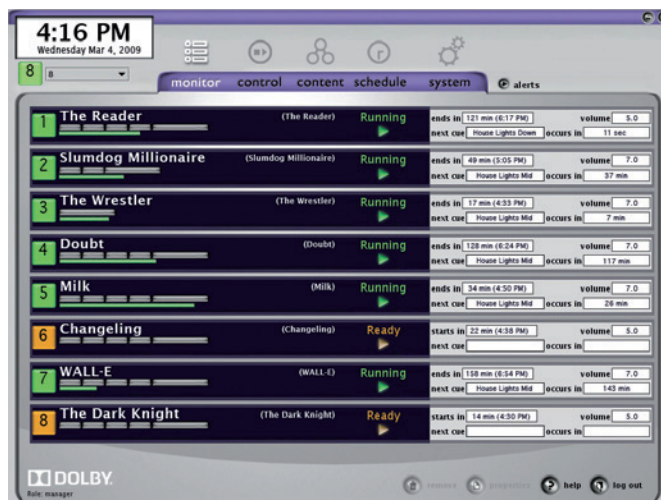 4:16 PM
Wednesday Mar 4, 2009
8 8
monitor control content schedule system alerts
1 The Reader (The Reader) Running ends in 121 min (6:17 PM) volume 5.0
next cue House Lights Down occurs in 11 sec
2 Slumdog Millionaire (Slumdog Millionaire) Running ends in 49 min (5:05 PM) volume 7.0
next cue House Lights Mid occurs in 37 min
3 The Wrestler (The Wrestler) Running ends in 17 min (4:33 PM) volume 7.0
next cue House Lights Mid occurs in 7 min
4 Doubt (Doubt) Running ends in 128 min (6:24 PM) volume 7.0
next cue House Lights Mid occurs in 117 min
5 Milk (Milk) Running ends in 34 min (4:50 PM) volume 7.0
next cue House Lights Mid occurs in 26 min
6 Changeling (Changeling) Ready starts in 22 min (4:38 PM) volume 5.0
next cue occurs in
7 WALL-E (WALL-E) Running ends in 158 min (6:54 PM) volume 7.0
next cue House Lights Mid occurs in 143 min
8 The Dark Knight (The Dark Knight) Ready starts in 14 min (4:30 PM) volume 5.0
next cue occurs in
DOLBY
Role: manager
remove properties help log out